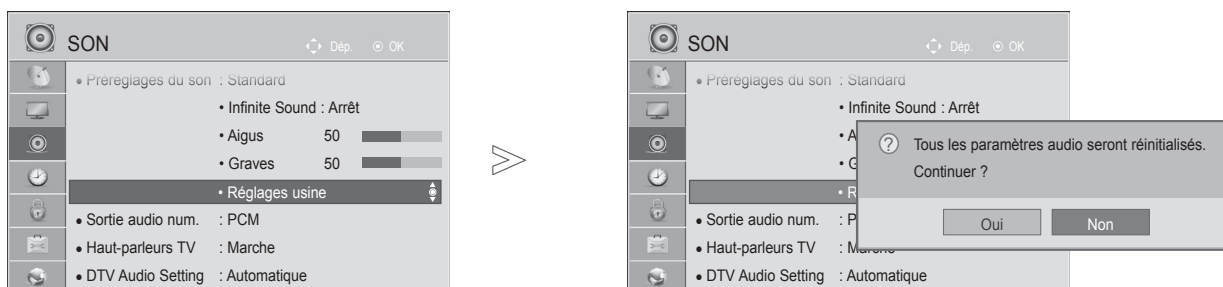 SON Dép. OK
• Préréglages du son : Standard
• Infinite Sound : Arrêt
• Aigus 50
• Graves 50
• Réglages usine
• Sortie audio num. : PCM
• Haut-parleurs TV : Marche
• DTV Audio Setting : Automatique
SON Dép. OK
• Préréglages du son : Standard
• Infinite Sound : Arrêt
• A
• G
• R
Tous les paramètres audio seront réinitialisés.
Continuer ?
Oui Non
• Sortie audio num. : P
• Haut-parleurs TV : Marche
• DTV Audio Setting : Automatique